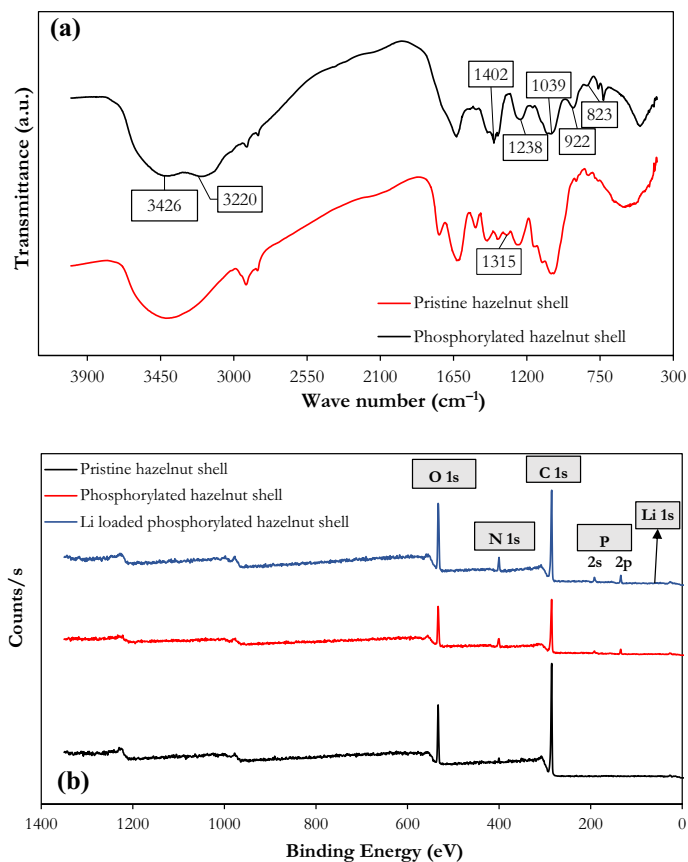 (a)
Transmittance (a.u.)
1402
1039
1238
922
823
3426
3220
1315
Pristine hazelnut shell
Phosphorylated hazelnut shell
3900 3450 3000 2550 2100 1650 1200 750 300
Wave number (cm⁻¹)
Pristine hazelnut shell
Phosphorylated hazelnut shell
Li loaded phosphorylated hazelnut shell
O 1s
C 1s
N 1s
P
2s 2p
Li 1s
Counts/s
(b)
1400 1200 1000 800 600 400 200 0
Binding Energy (eV)